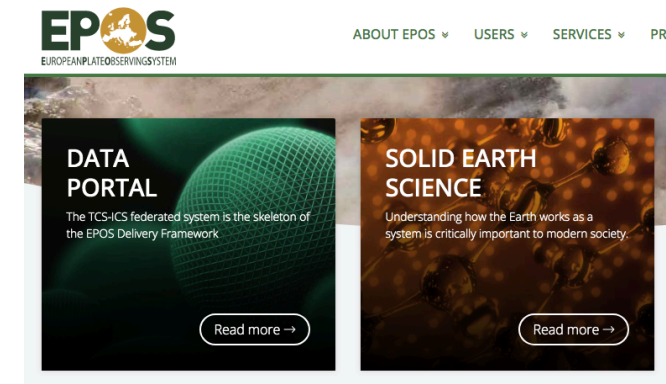 EPOS
EUROPEANPLATEOBSERVINGSYSTEM
ABOUT EPOS
USERS
SERVICES
PR
DATA
PORTAL
The TCS-ICS federated system is the skeleton of
the EPOS Delivery Framework
Read more →
SOLID EARTH
SCIENCE
Understanding how the Earth works as a
system is critically important to modern society.
Read more →